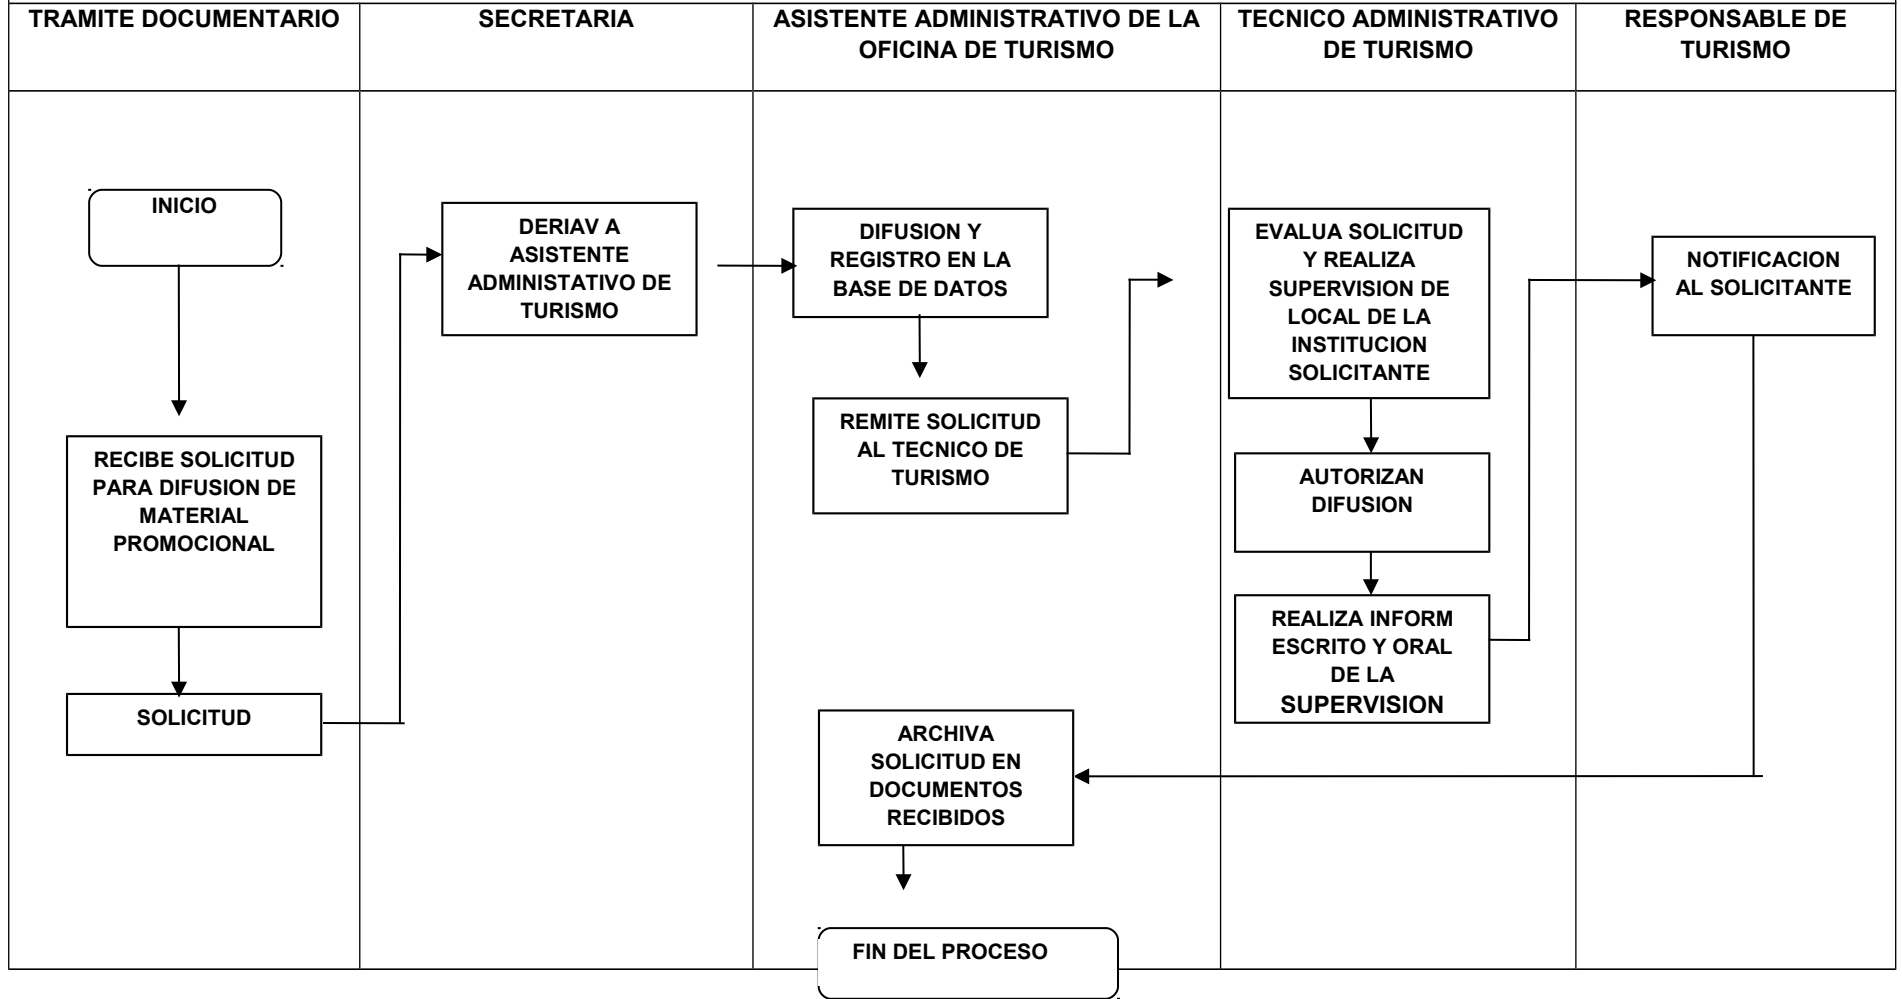 TRAMITE DOCUMENTARIO
SECRETARIA
ASISTENTE ADMINISTRATIVO DE LA
OFICINA DE TURISMO
TECNICO ADMINISTRATIVO
DE TURISMO
RESPONSABLE DE
TURISMO
INICIO
RECIBE SOLICITUD
PARA DIFUSION DE
MATERIAL
PROMOCIONAL
SOLICITUD
DERIAV A
ASISTENTE
ADMINISTATIVO DE
TURISMO
DIFUSION Y
REGISTRO EN LA
BASE DE DATOS
REMITE SOLICITUD
AL TECNICO DE
TURISMO
EVALUA SOLICITUD
Y REALIZA
SUPERVISION DE
LOCAL DE LA
INSTITUCION
SOLICITANTE
AUTORIZAN
DIFUSION
REALIZA INFORM
ESCRITO Y ORAL
DE LA
SUPERVISION
NOTIFICACION
AL SOLICITANTE
ARCHIVA
SOLICITUD EN
DOCUMENTOS
RECIBIDOS
FIN DEL PROCESO